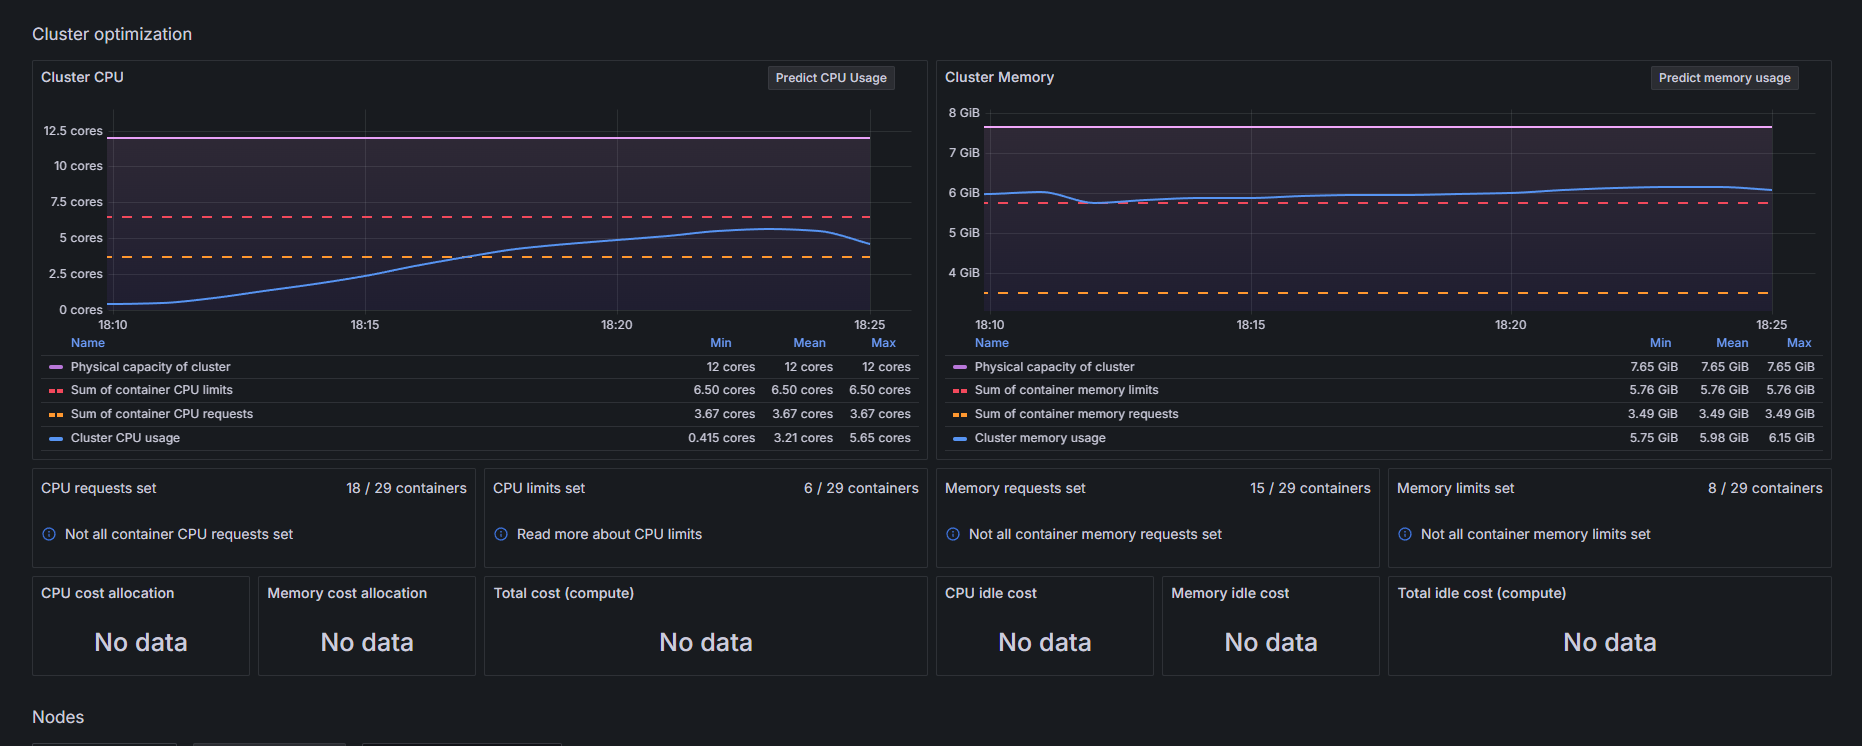 Cluster optimization
Cluster CPU
Predict CPU Usage
12.5 cores
10 cores
7.5 cores
5 cores
2.5 cores
0 cores
18:10 18:15 18:20 18:25
Name Min Mean Max
Physical capacity of cluster 12 cores 12 cores 12 cores
Sum of container CPU limits 6.50 cores 6.50 cores 6.50 cores
Sum of container CPU requests 3.67 cores 3.67 cores 3.67 cores
Cluster CPU usage 0.415 cores 3.21 cores 5.65 cores
Cluster Memory
Predict memory usage
8 GiB
7 GiB
6 GiB
5 GiB
4 GiB
18:10 18:15 18:20 18:25
Name Min Mean Max
Physical capacity of cluster 7.65 GiB 7.65 GiB 7.65 GiB
Sum of container memory limits 5.76 GiB 5.76 GiB 5.76 GiB
Sum of container memory requests 3.49 GiB 3.49 GiB 3.49 GiB
Cluster memory usage 5.75 GiB 5.98 GiB 6.15 GiB
CPU requests set 18 / 29 containers
Not all container CPU requests set
CPU limits set 6 / 29 containers
Read more about CPU limits
Memory requests set 15 / 29 containers
Not all container memory requests set
Memory limits set 8 / 29 containers
Not all container memory limits set
CPU cost allocation
No data
Memory cost allocation
No data
Total cost (compute)
No data
CPU idle cost
No data
Memory idle cost
No data
Total idle cost (compute)
No data
Nodes